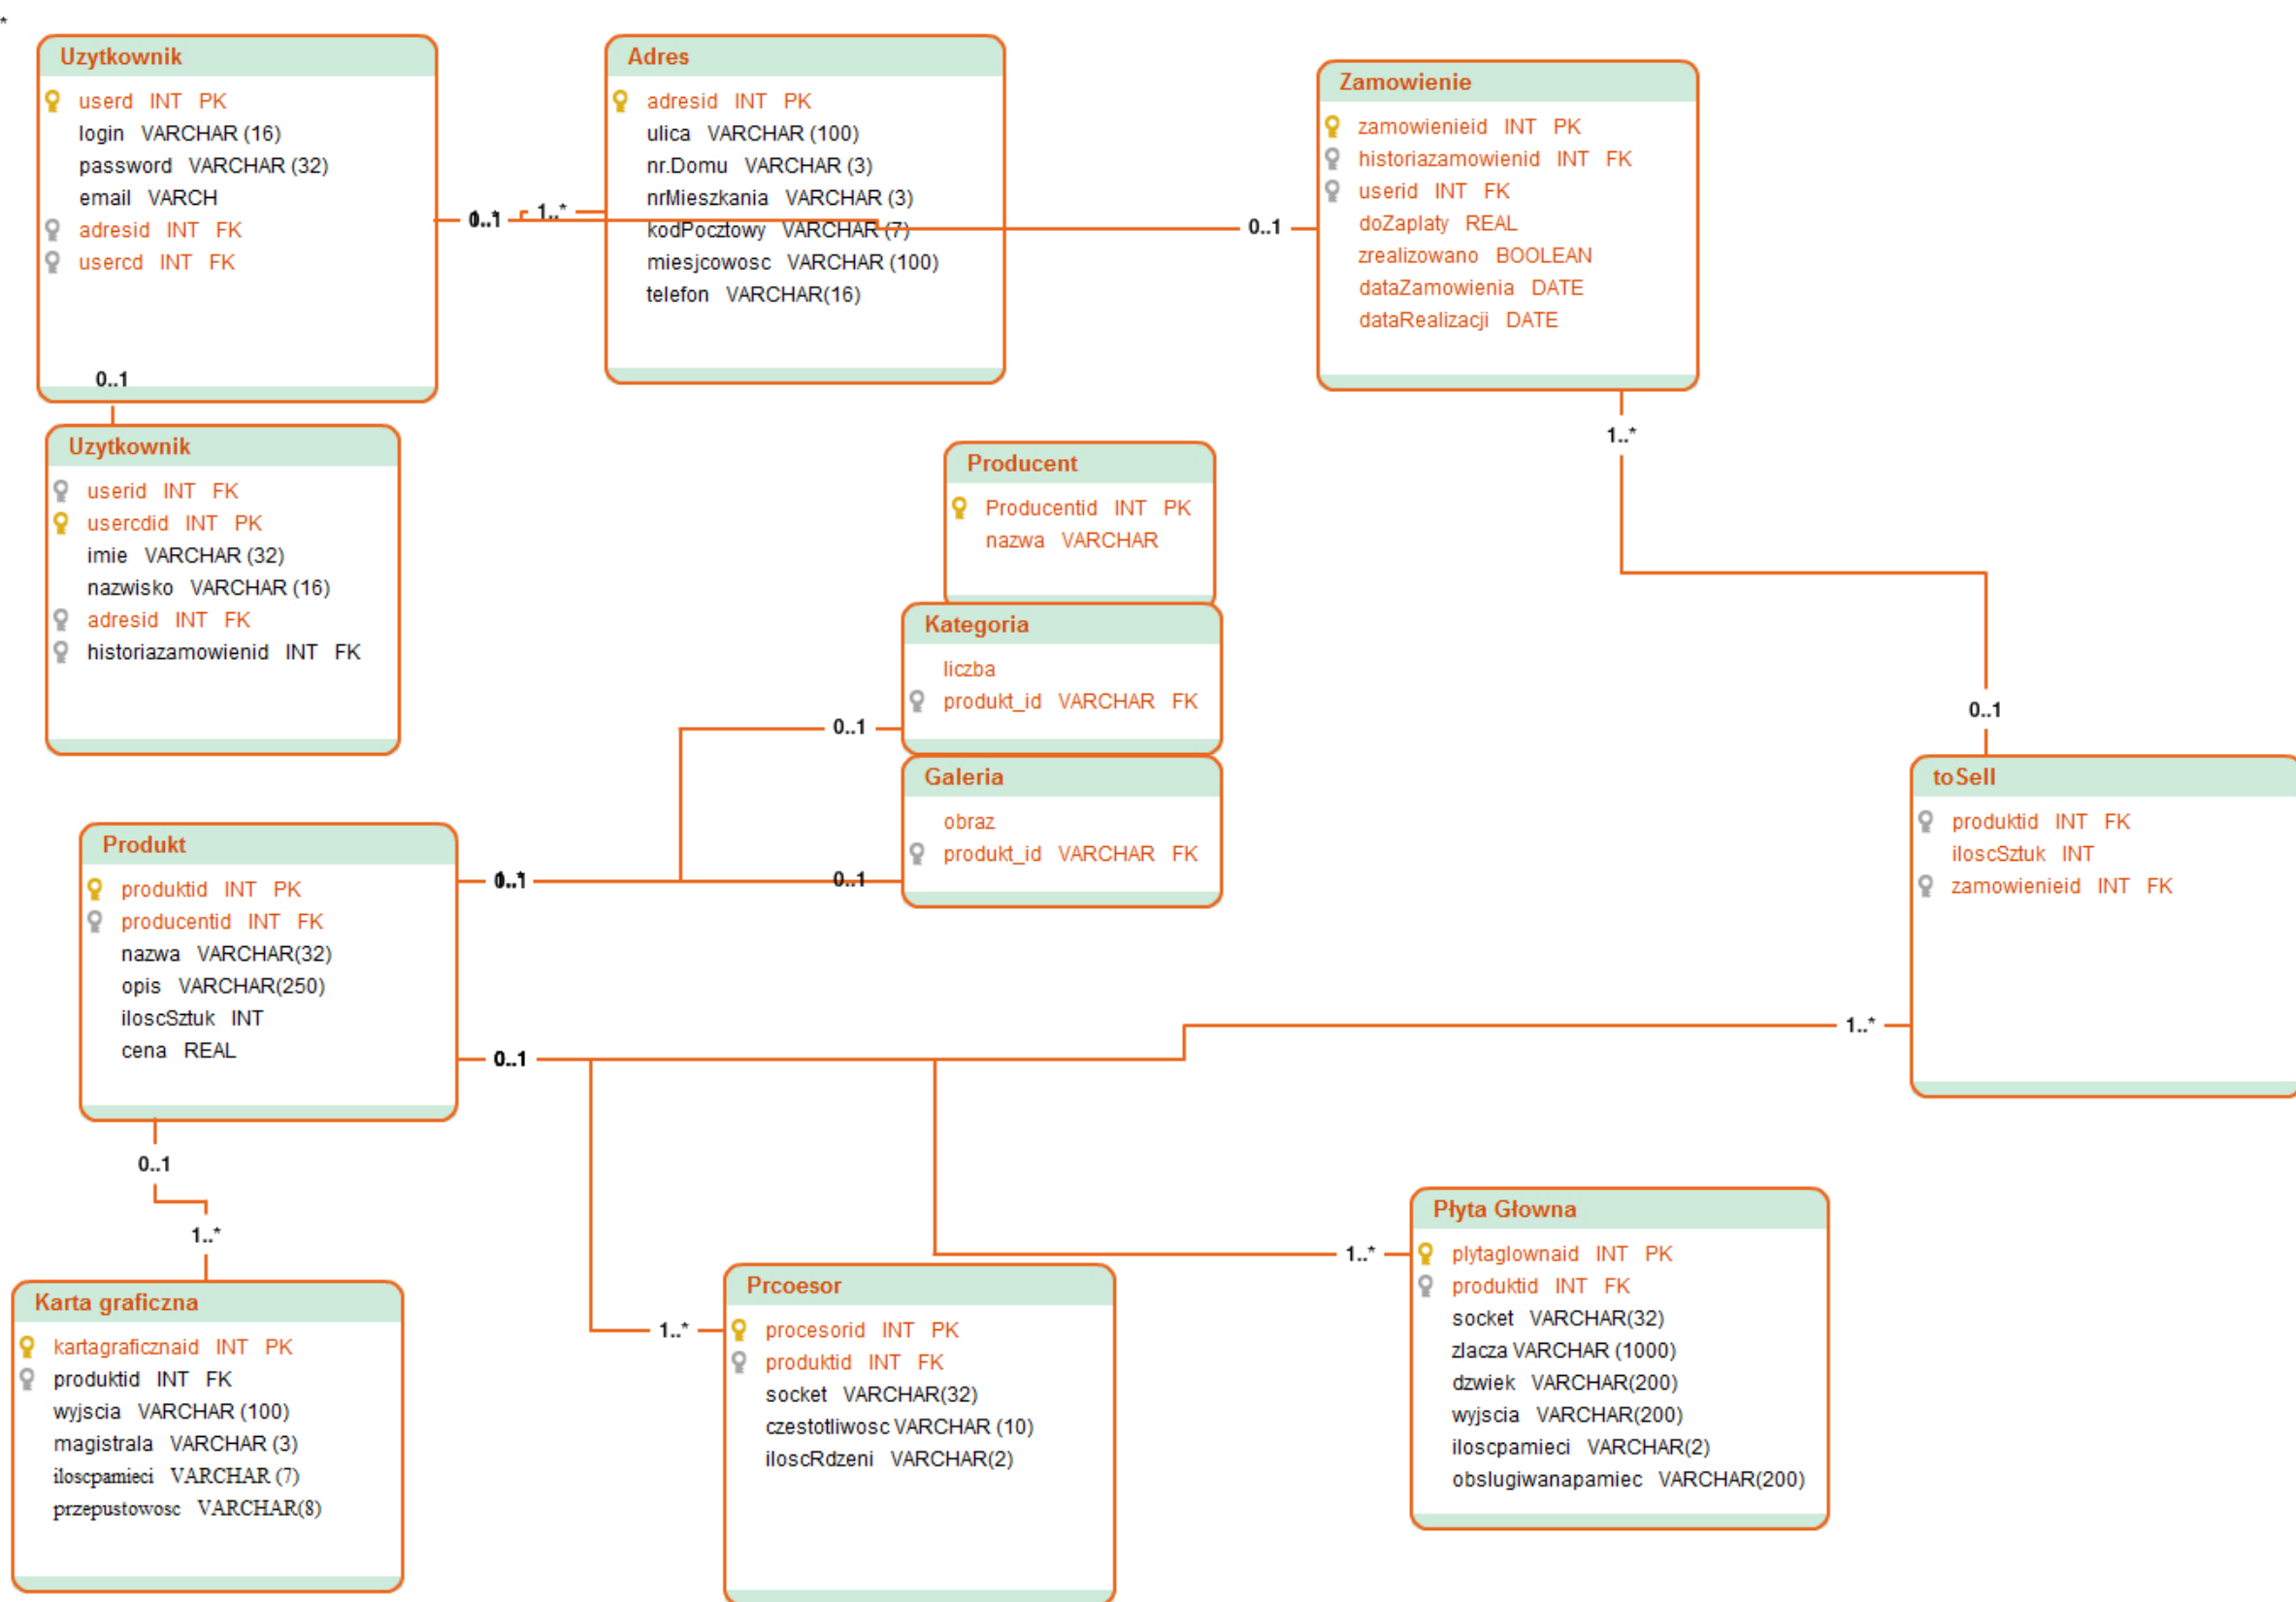 *
Uzytkownik
userd INT PK
login VARCHAR (16)
password VARCHAR (32)
email VARCH
adresid INT FK
usercd INT FK
0..1
Adres
adresid INT PK
ulica VARCHAR (100)
nr.Domu VARCHAR (3)
nrMieszkania VARCHAR (3)
kodPocztowy VARCHAR (7)
miesjcowosc VARCHAR (100)
telefon VARCHAR(16)
0..1
1..*
0..1
Zamowienie
zamowienieid INT PK
historiazamowienid INT FK
userid INT FK
doZaplaty REAL
zrealizowano BOOLEAN
dataZamowienia DATE
dataRealizacji DATE
1..*
Uzytkownik
userid INT FK
usercdid INT PK
imie VARCHAR (32)
nazwisko VARCHAR (16)
adresid INT FK
historiazamowienid INT FK
Producent
Producentid INT PK
nazwa VARCHAR
Kategoria
liczba
produkt_id VARCHAR FK
0..1
Galeria
obraz
produkt_id VARCHAR FK
0..1
0..1
0..1
toSell
produktid INT FK
iloscSztuk INT
zamowienieid INT FK
1..*
Produkt
produktid INT PK
producentid INT FK
nazwa VARCHAR(32)
opis VARCHAR(250)
iloscSztuk INT
cena REAL
0..1
0..1
1..*
Karta graficzna
kartagraficznaid INT PK
produktid INT FK
wyjscia VARCHAR (100)
magistrala VARCHAR (3)
iloscpamieci VARCHAR (7)
przepustowosc VARCHAR(8)
1..*
Prcoesor
procesorid INT PK
produktid INT FK
socket VARCHAR(32)
czestotliwosc VARCHAR (10)
iloscRdzeni VARCHAR(2)
1..*
Płyta Głowna
plytaglownaid INT PK
produktid INT FK
socket VARCHAR(32)
zlacza VARCHAR (1000)
dzwiek VARCHAR(200)
wyjscia VARCHAR(200)
iloscpamieci VARCHAR(2)
obslugiwanapamiec VARCHAR(200)